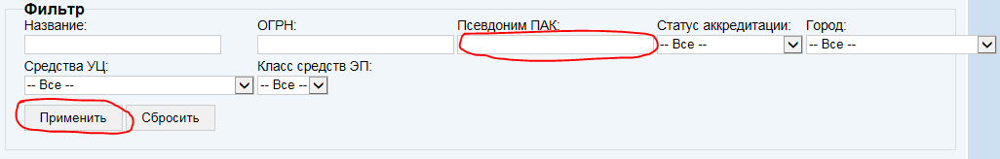 Фильтр
Название: ОГРН: Псевдоним ПАК: Статус аккредитации: Город:
-- Все -- -- Все --
Средства УЦ: Класс средств ЭП:
-- Все -- -- Все --
Применить Сбросить